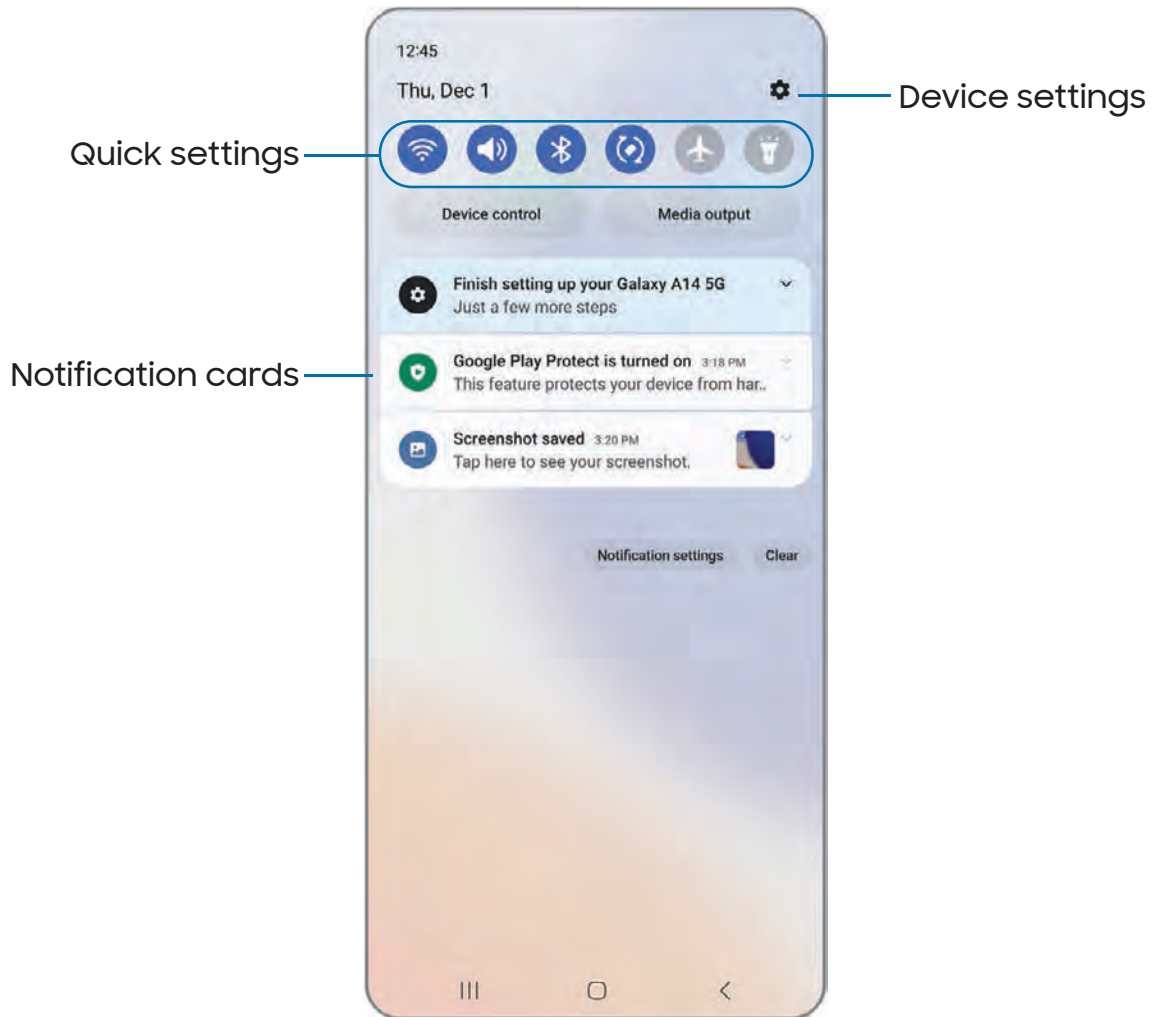 12:45
Thu, Dec 1
Device settings
Quick settings
Device control
Media output
Finish setting up your Galaxy A14 5G
Just a few more steps
Notification cards
Google Play Protect is turned on 3:18 PM
This feature protects your device from har..
Screenshot saved 3:20 PM
Tap here to see your screenshot.
Notification settings
Clear